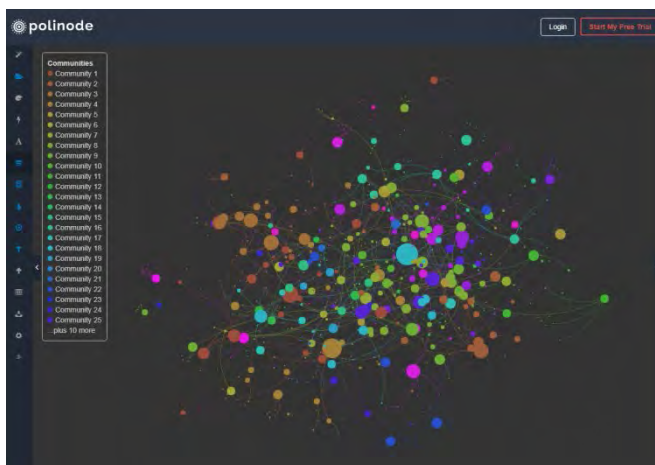 polinode
Login
Start My Free Trial
Communities
Community 1
Community 2
Community 3
Community 4
Community 5
Community 6
Community 7
Community 8
Community 9
Community 10
Community 11
Community 12
Community 13
Community 14
Community 15
Community 16
Community 17
Community 18
Community 19
Community 20
Community 21
Community 22
Community 23
Community 24
Community 25
...plus 10 more